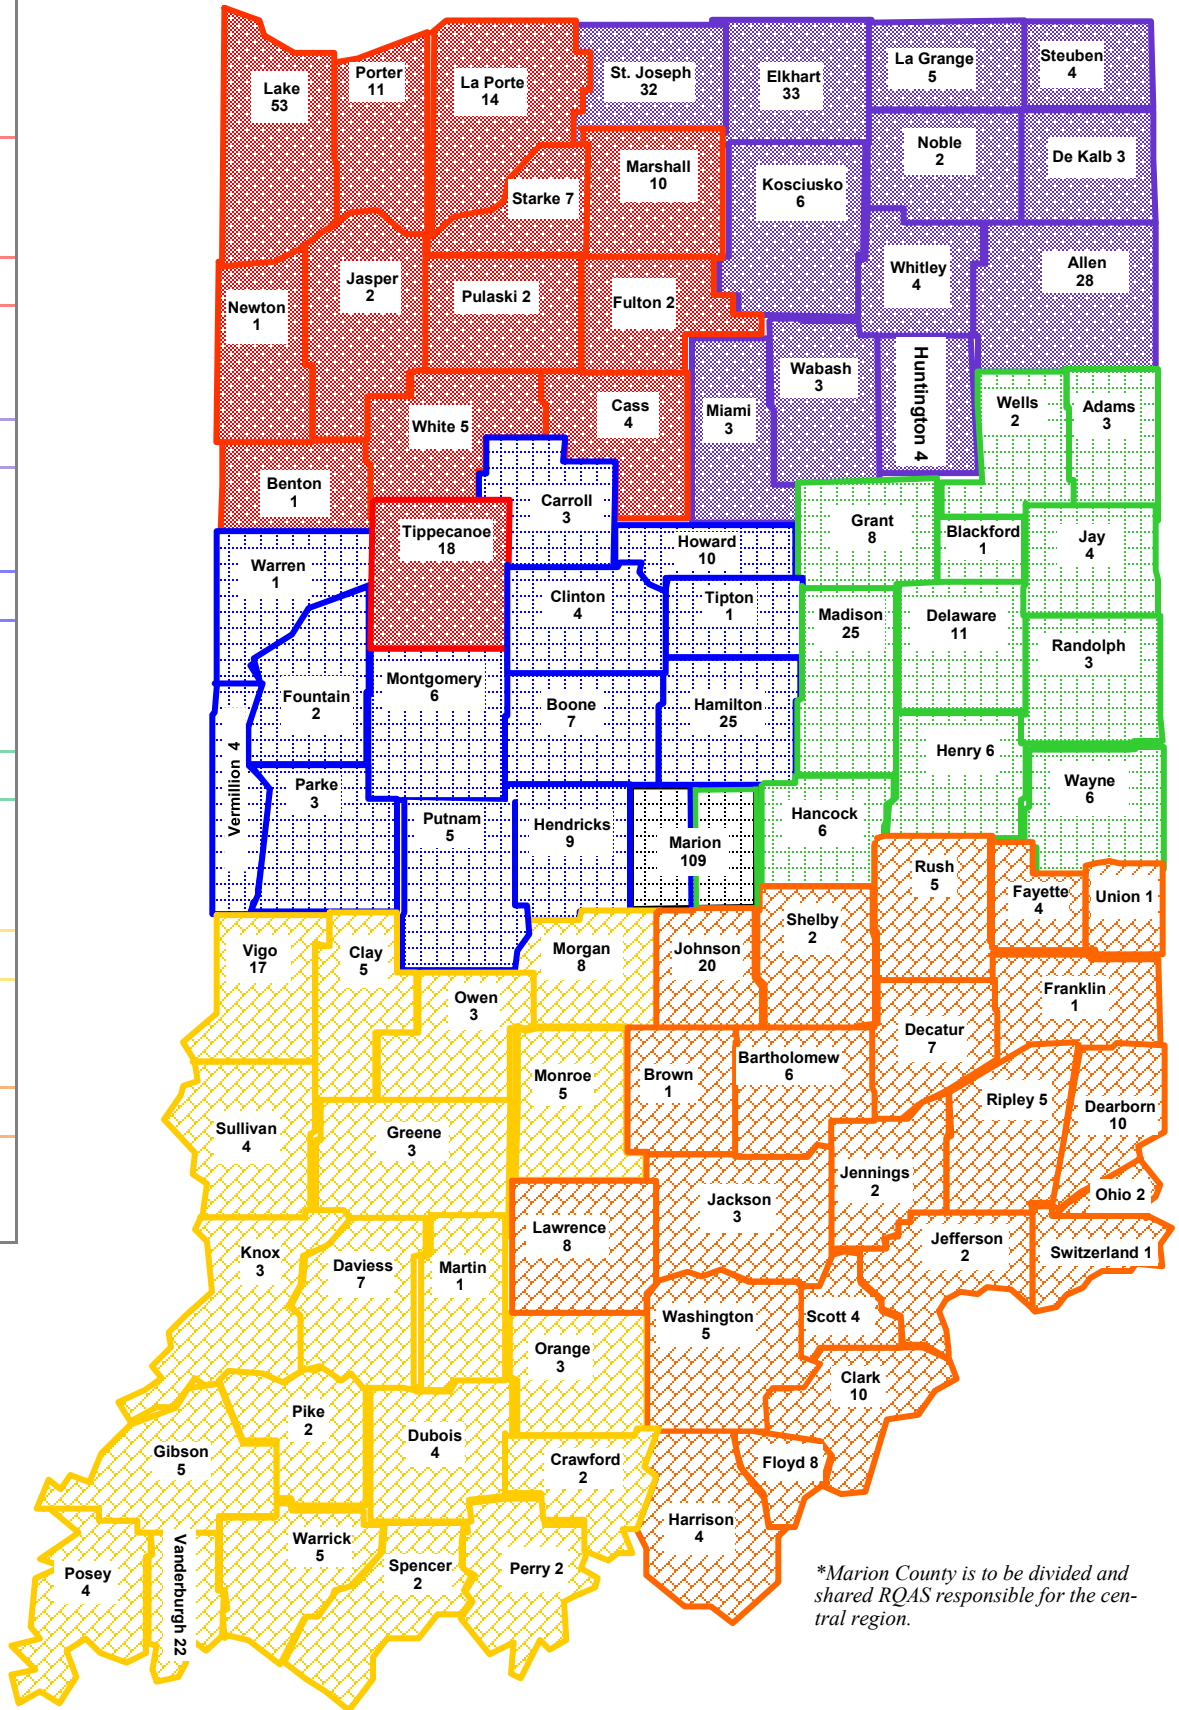 Lake
53
Porter
11
La Porte
14
St. Joseph
32
Elkhart
33
La Grange
5
Steuben
4
Noble
2
De Kalb 3
Marshall
10
Starke 7
Kosciusko
6
Whitley
4
Allen
28
Jasper
2
Newton
1
Pulaski 2
Fulton 2
Huntington 4
Wabash
3
Miami
3
Cass
4
White 5
Wells
2
Adams
3
Benton
1
Carroll
3
Tippecanoe
18
Howard
10
Grant
8
Blackford
1
Jay
4
Warren
1
Clinton
4
Tipton
1
Madison
25
Delaware
11
Randolph
3
Fountain
2
Montgomery
6
Boone
7
Hamilton
25
Henry 6
Vermillion 4
Parke
3
Putnam
5
Hendricks
9
Marion
109
Hancock
6
Wayne
6
Rush
5
Fayette
4
Union 1
Shelby
2
Johnson
20
Morgan
8
Vigo
17
Clay
5
Owen
3
Franklin
1
Decatur
7
Monroe
5
Brown
1
Bartholomew
6
Ripley 5
Dearborn
10
Sullivan
4
Greene
3
Jennings
2
Jackson
3
Ohio 2
Lawrence
8
Jefferson
2
Switzerland 1
Knox
3
Daviess
7
Martin
1
Washington
5
Scott 4
Orange
3
Clark
10
Pike
2
Dubois
4
Gibson
5
Crawford
2
Floyd 8
Harrison
4
Warrick
5
Spencer
2
Perry 2
Posey
4
Vanderburgh 22
*Marion County is to be divided and
shared RQAS responsible for the cen-
tral region.